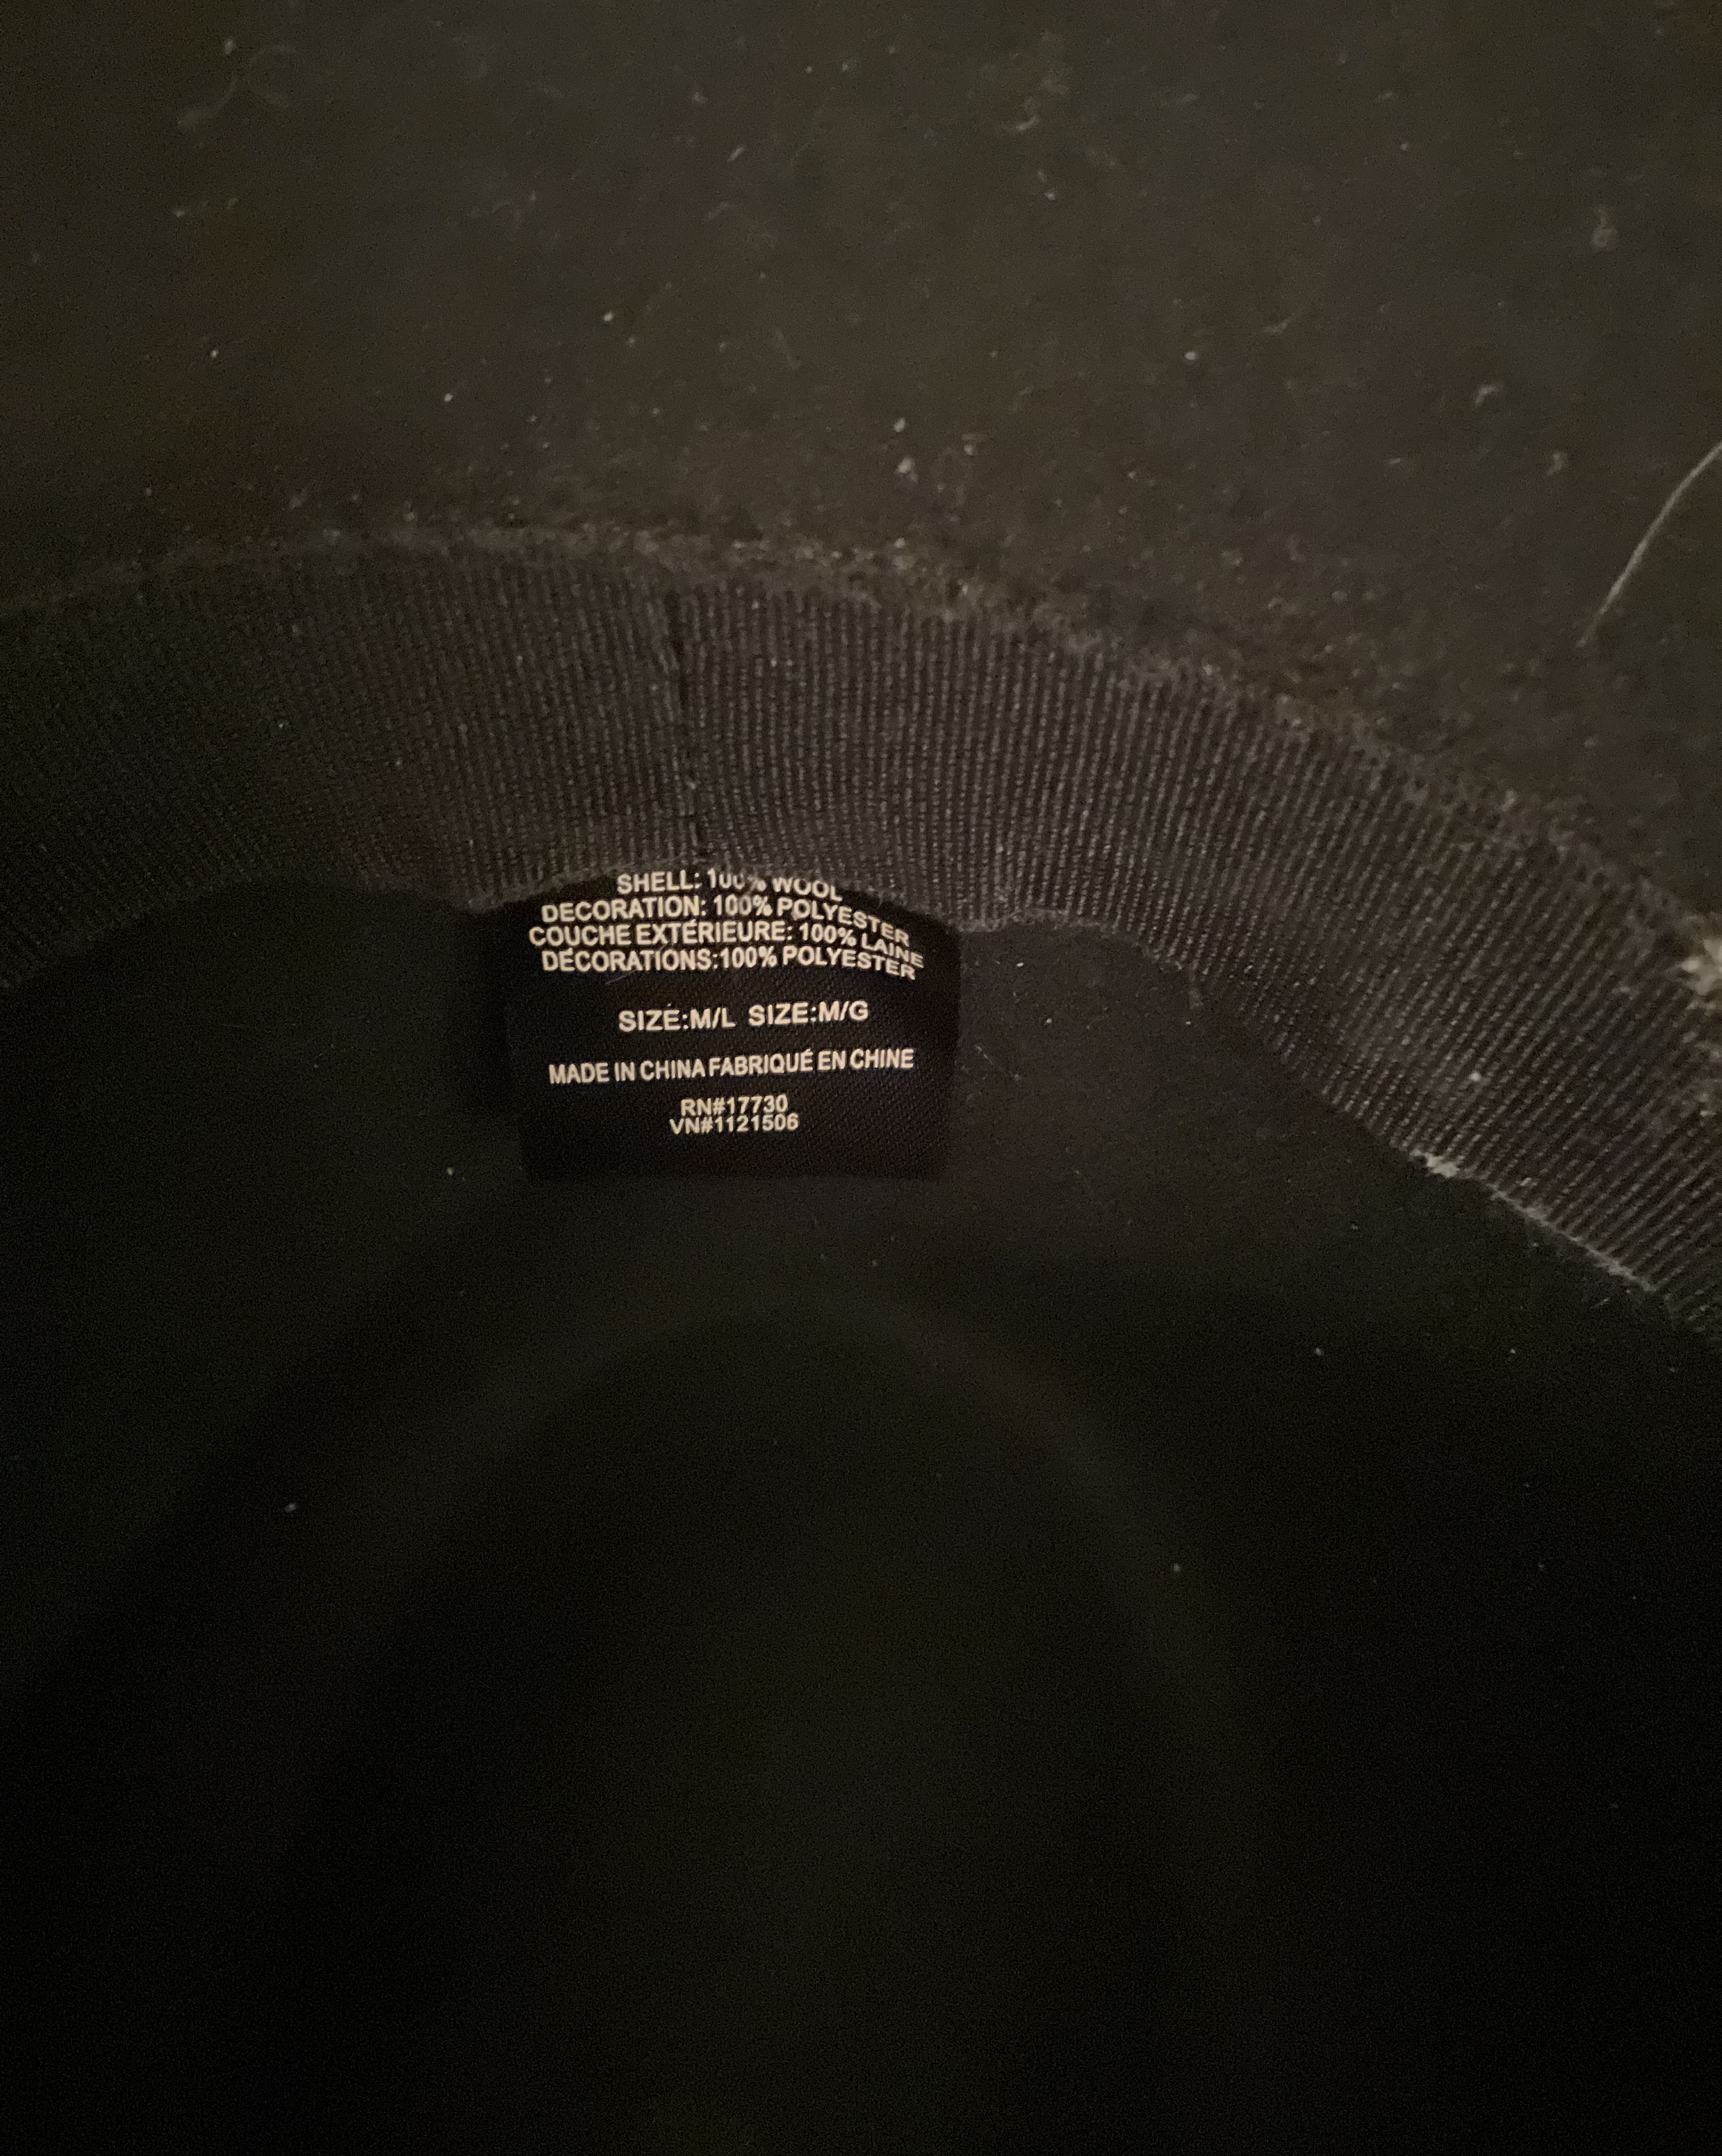 SHELL: 100% WOOL
DECORATION: 100% POLYESTER
COUCHE EXTÉRIEURE: 100% LAINE
DÉCORATIONS:100% POLYESTER
SIZE:M/L SIZE:M/G
MADE IN CHINA FABRIQUÉ EN CHINE
RN#17730
VN#1121506